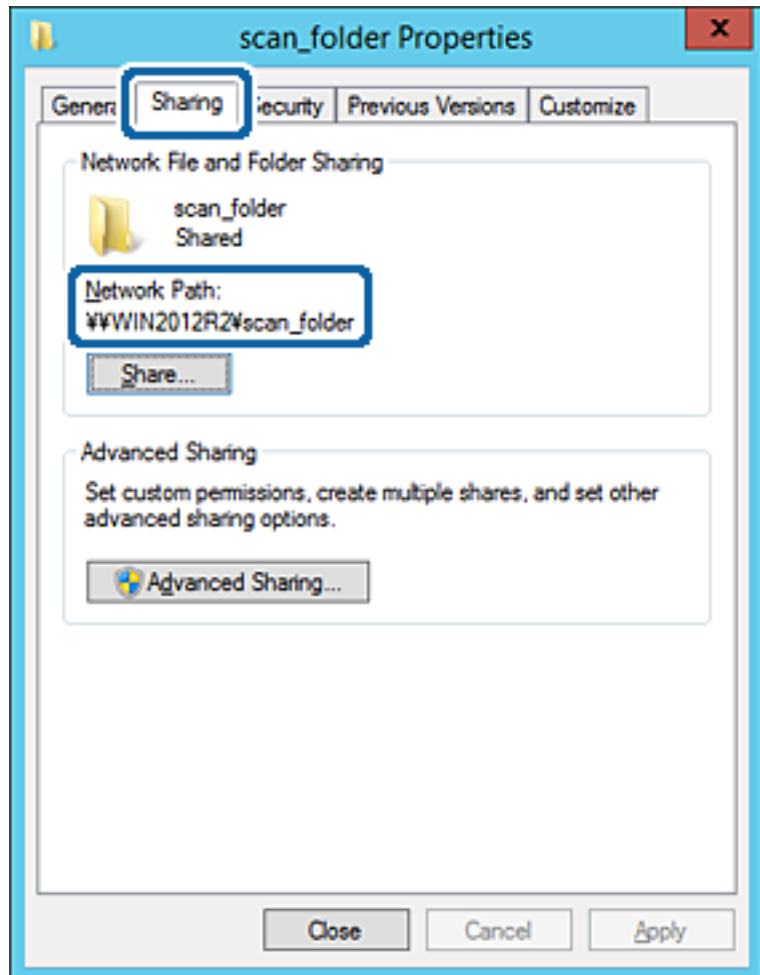 scan_folder Properties
x
General Sharing Security Previous Versions Customize
Network File and Folder Sharing
scan_folder
Shared
Network Path:
¥¥WIN2012R2¥scan_folder
Share...
Advanced Sharing
Set custom permissions, create multiple shares, and set other
advanced sharing options.
Advanced Sharing...
Close Cancel Apply